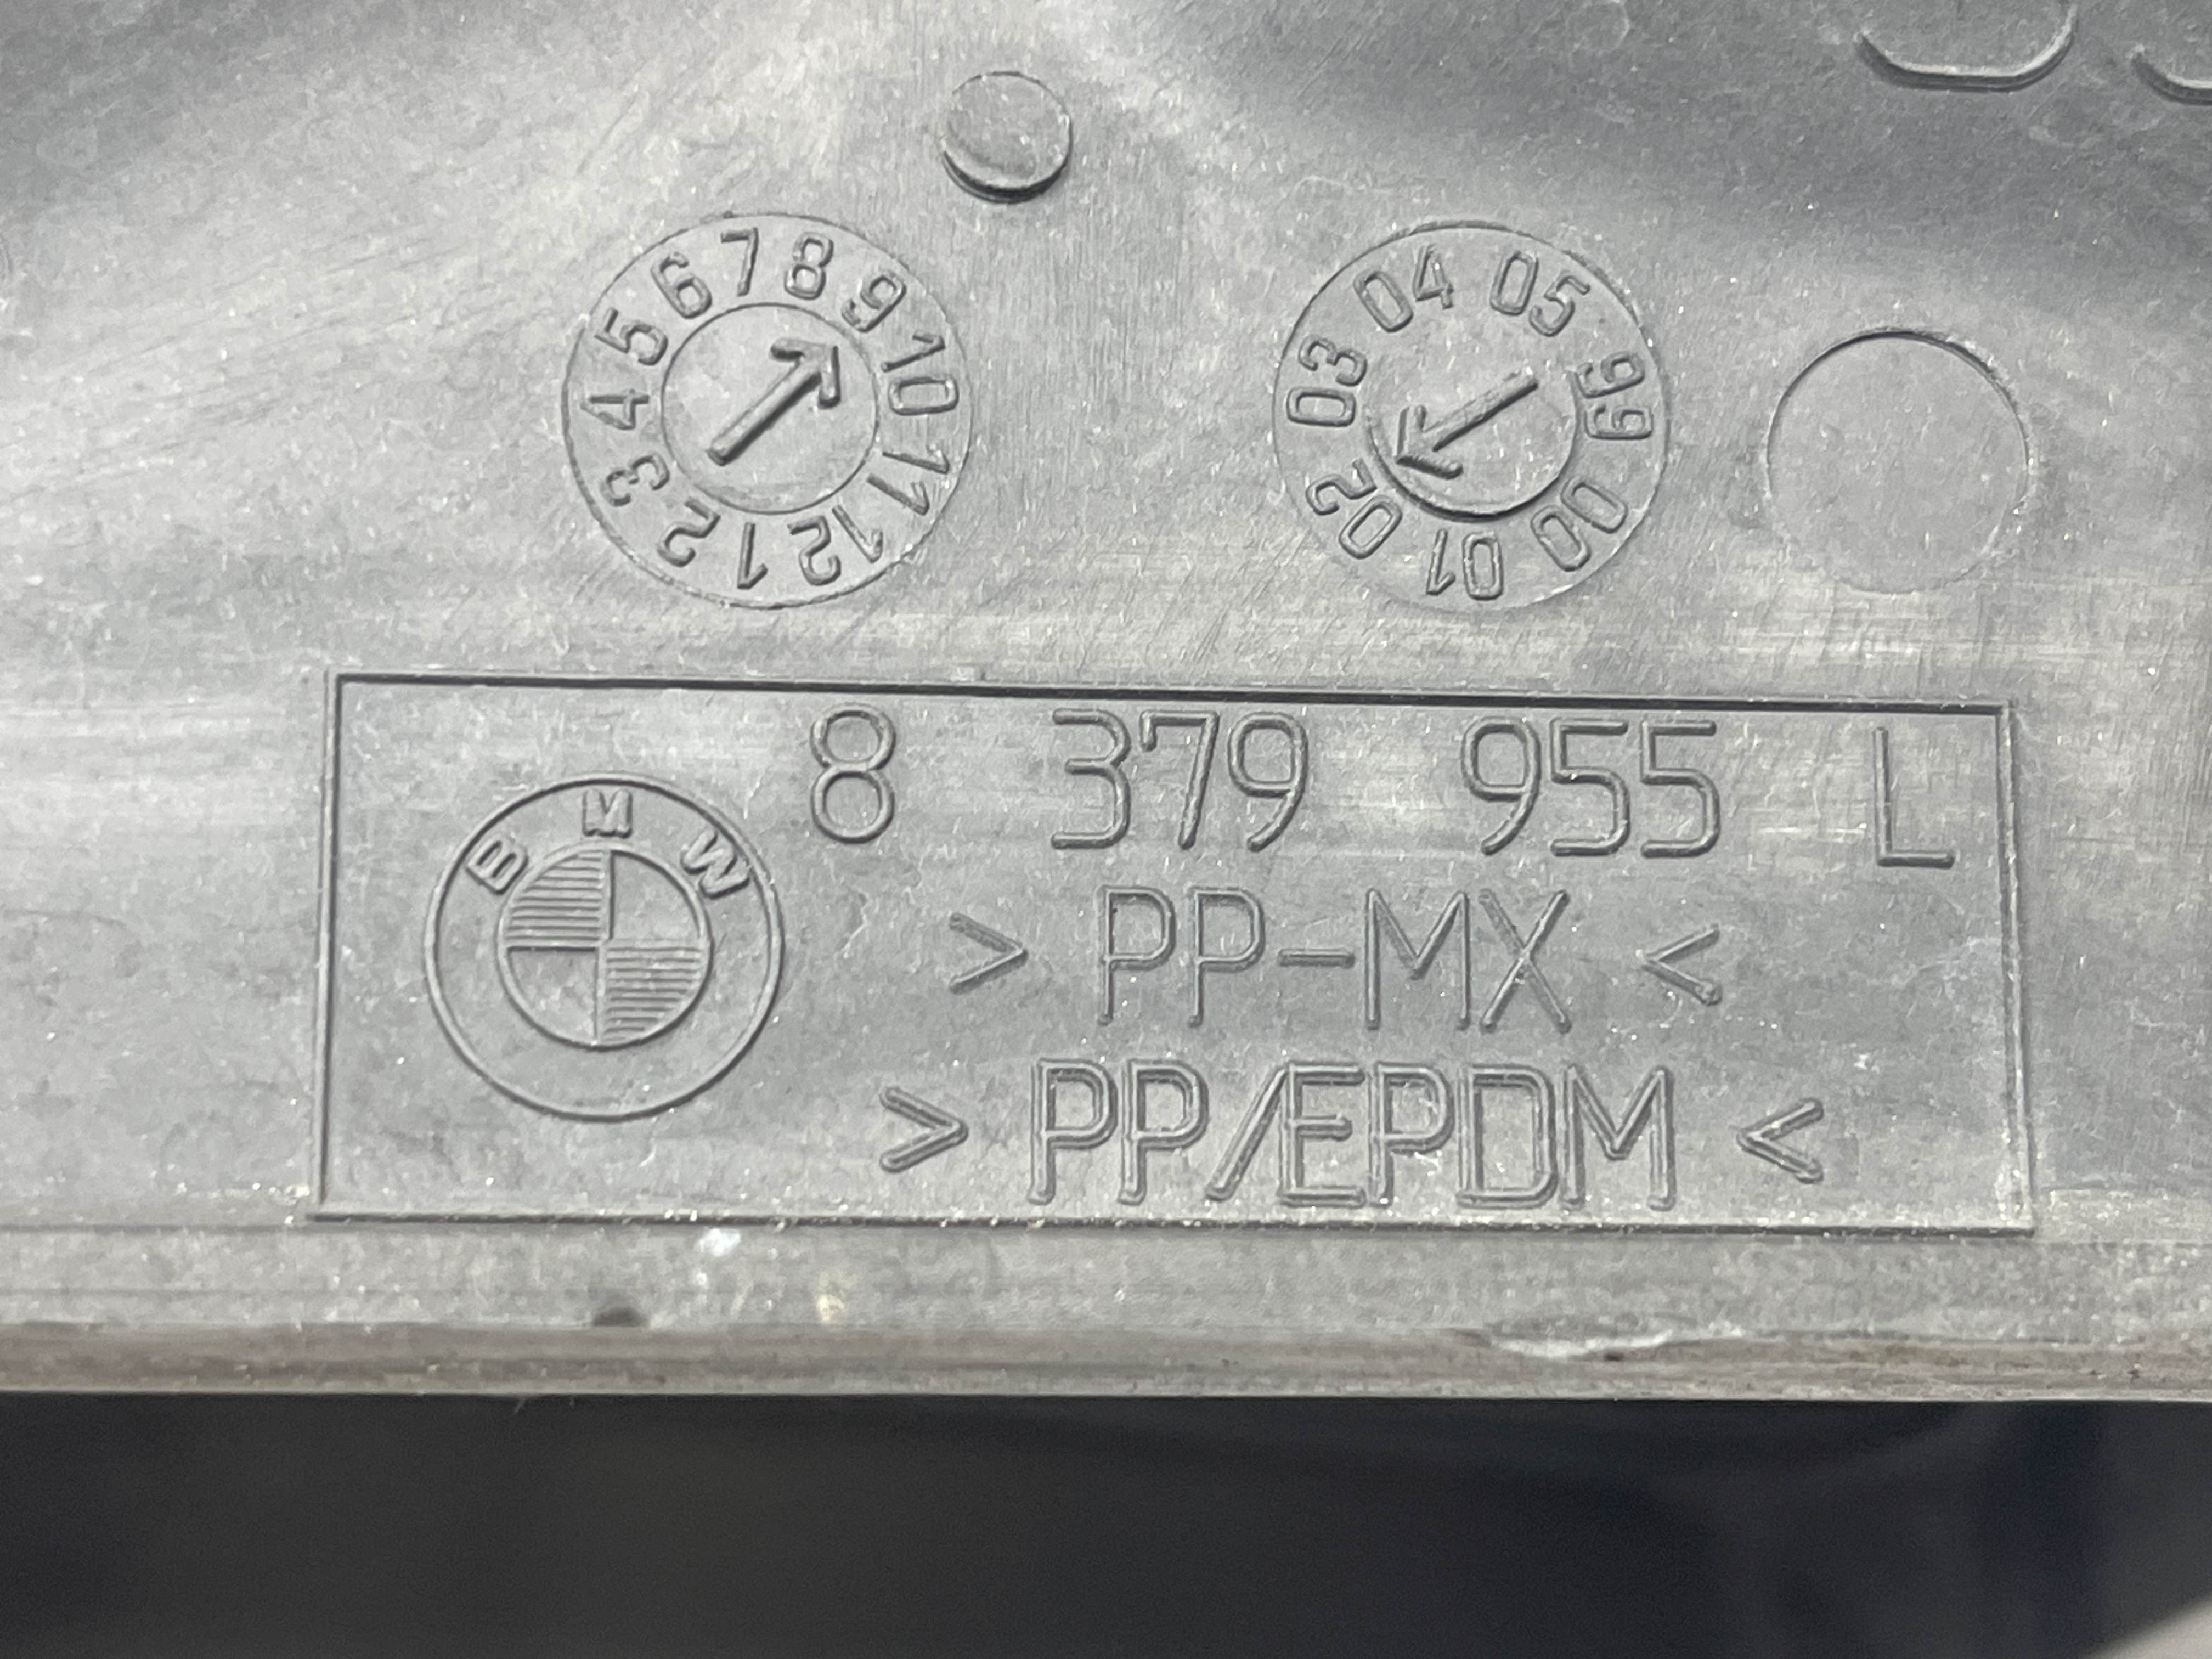 1 2 3 4 5 6 7 8 9 10 11 12
99 00 01 02 03 04 05
BMW
8 379 955 L
> PP-MX <
> PP/EPDM <